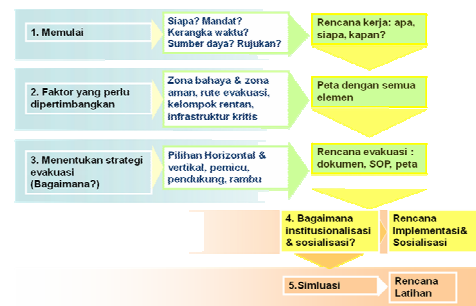 1. Memulai
Siapa? Mandat?
Kerangka waktu?
Sumber daya? Rujukan?
Rencana kerja: apa,
siapa, kapan?
2. Faktor yang perlu
dipertimbangkan
Zona bahaya & zona
aman, rute evakuasi,
kelompok rentan,
infrastruktur kritis
Peta dengan semua
elemen
3. Menentukan strategi
evakuasi
(Bagaimana?)
Pilihan Horizontal &
vertikal, pemicu,
pendukung, rambu
Rencana evakuasi :
dokumen, SOP, peta
4. Bagaimana
institusionalisasi
& sosialisasi?
Rencana
Implementasi&
Sosialisasi
5.Simluasi
Rencana
Latihan